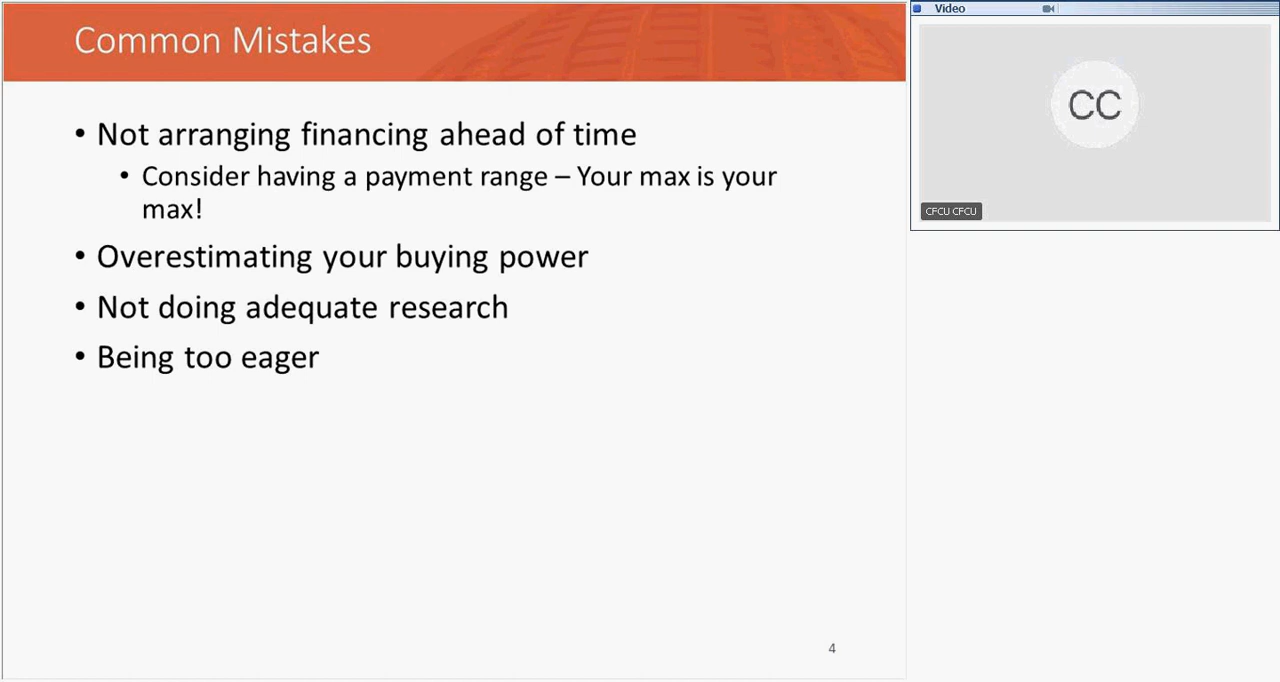 Common Mistakes
• Not arranging financing ahead of time
• Consider having a payment range – Your max is your
max!
• Overestimating your buying power
• Not doing adequate research
• Being too eager
4
Video
CC
CFCU CFCU